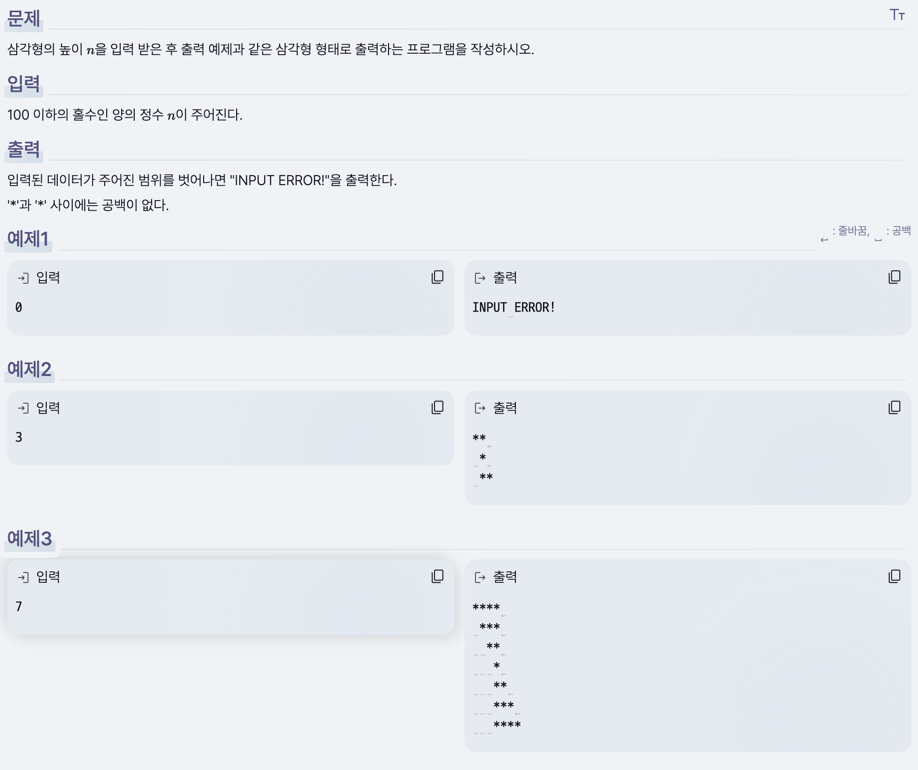 문제
Tт
삼각형의 높이 n을 입력 받은 후 출력 예제과 같은 삼각형 형태로 출력하는 프로그램을 작성하시오.
입력
100 이하의 홀수인 양의 정수 n이 주어진다.
출력
입력된 데이터가 주어진 범위를 벗어나면 "INPUT ERROR!"을 출력한다.
'*'과 '*' 사이에는 공백이 없다.
예제1
↵ : 줄바꿈, ⎵ : 공백
입력
0
출력
INPUT⎵ERROR!
예제2
입력
3
출력
**↵
⎵*↵
⎵**
예제3
입력
7
출력
****↵
⎵***↵
⎵⎵**↵
⎵⎵⎵*↵
⎵⎵⎵**↵
⎵⎵⎵***↵
⎵⎵⎵****